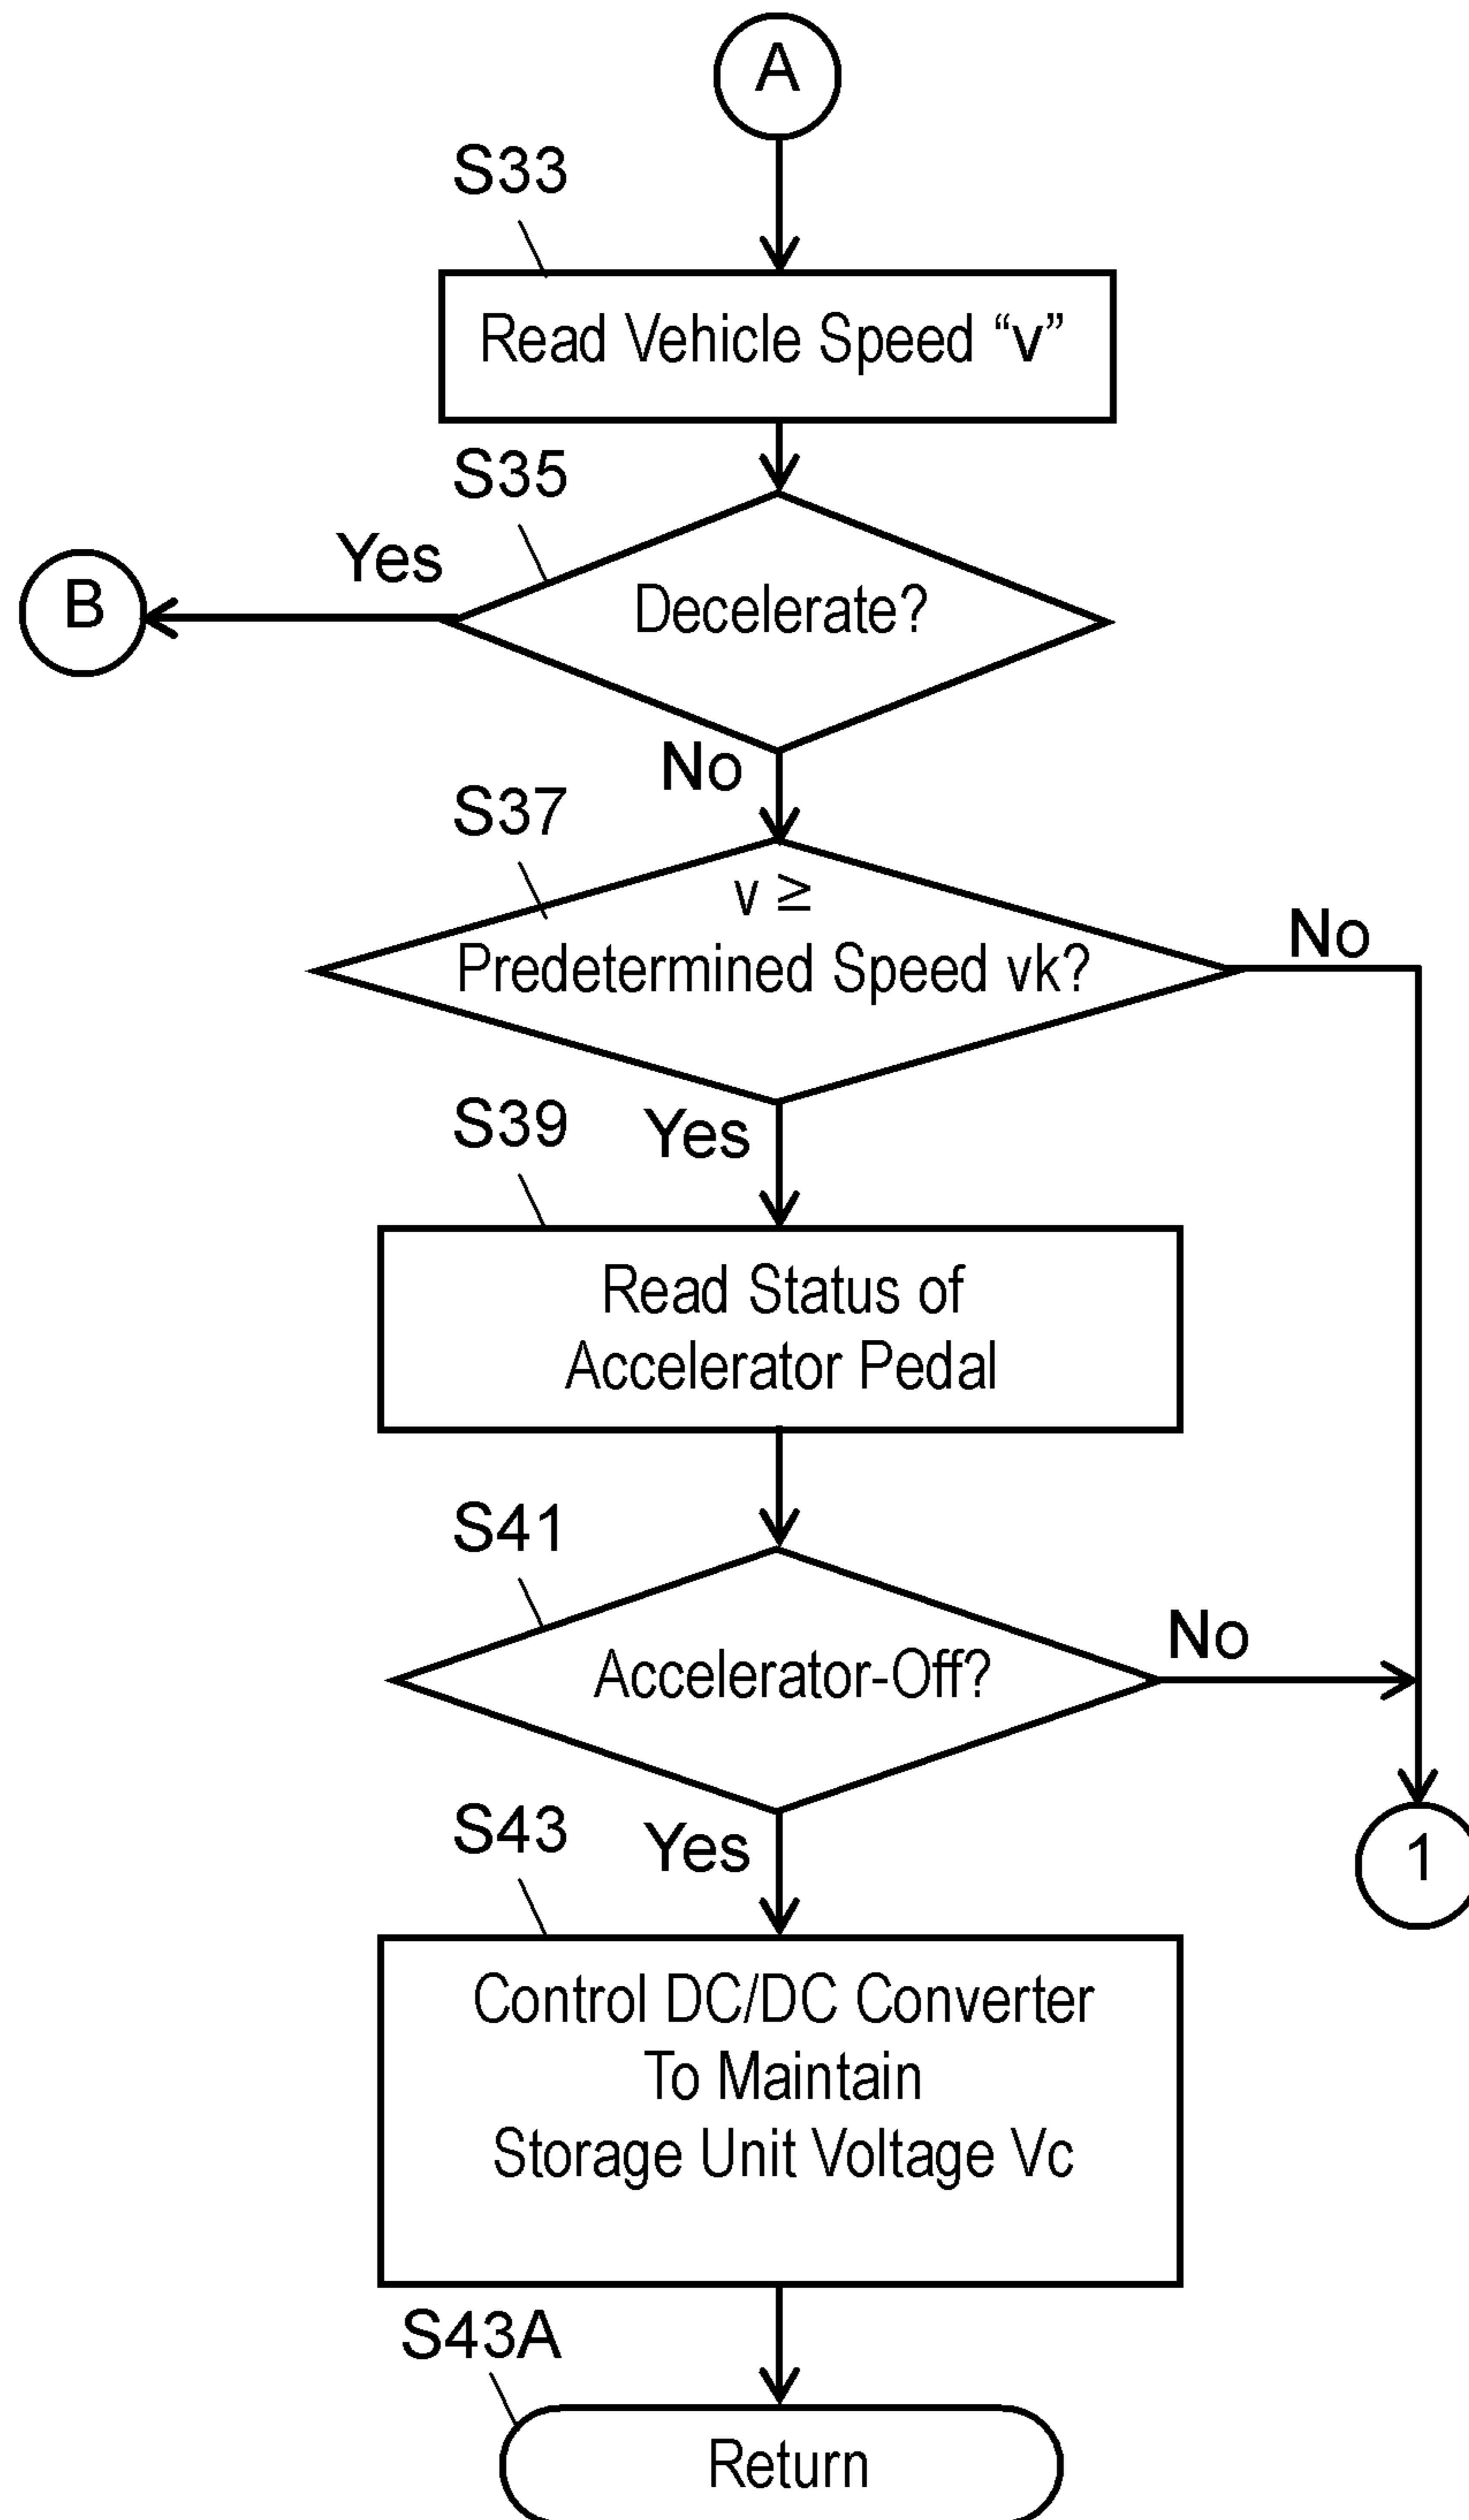 A
S33
Read Vehicle Speed “v”
S35
Yes
B
Decelerate?
No
S37
v ≥
Predetermined Speed vk?
No
S39
Yes
Read Status of
Accelerator Pedal
S41
Accelerator-Off?
No
S43
Yes
1
Control DC/DC Converter
To Maintain
Storage Unit Voltage Vc
S43A
Return